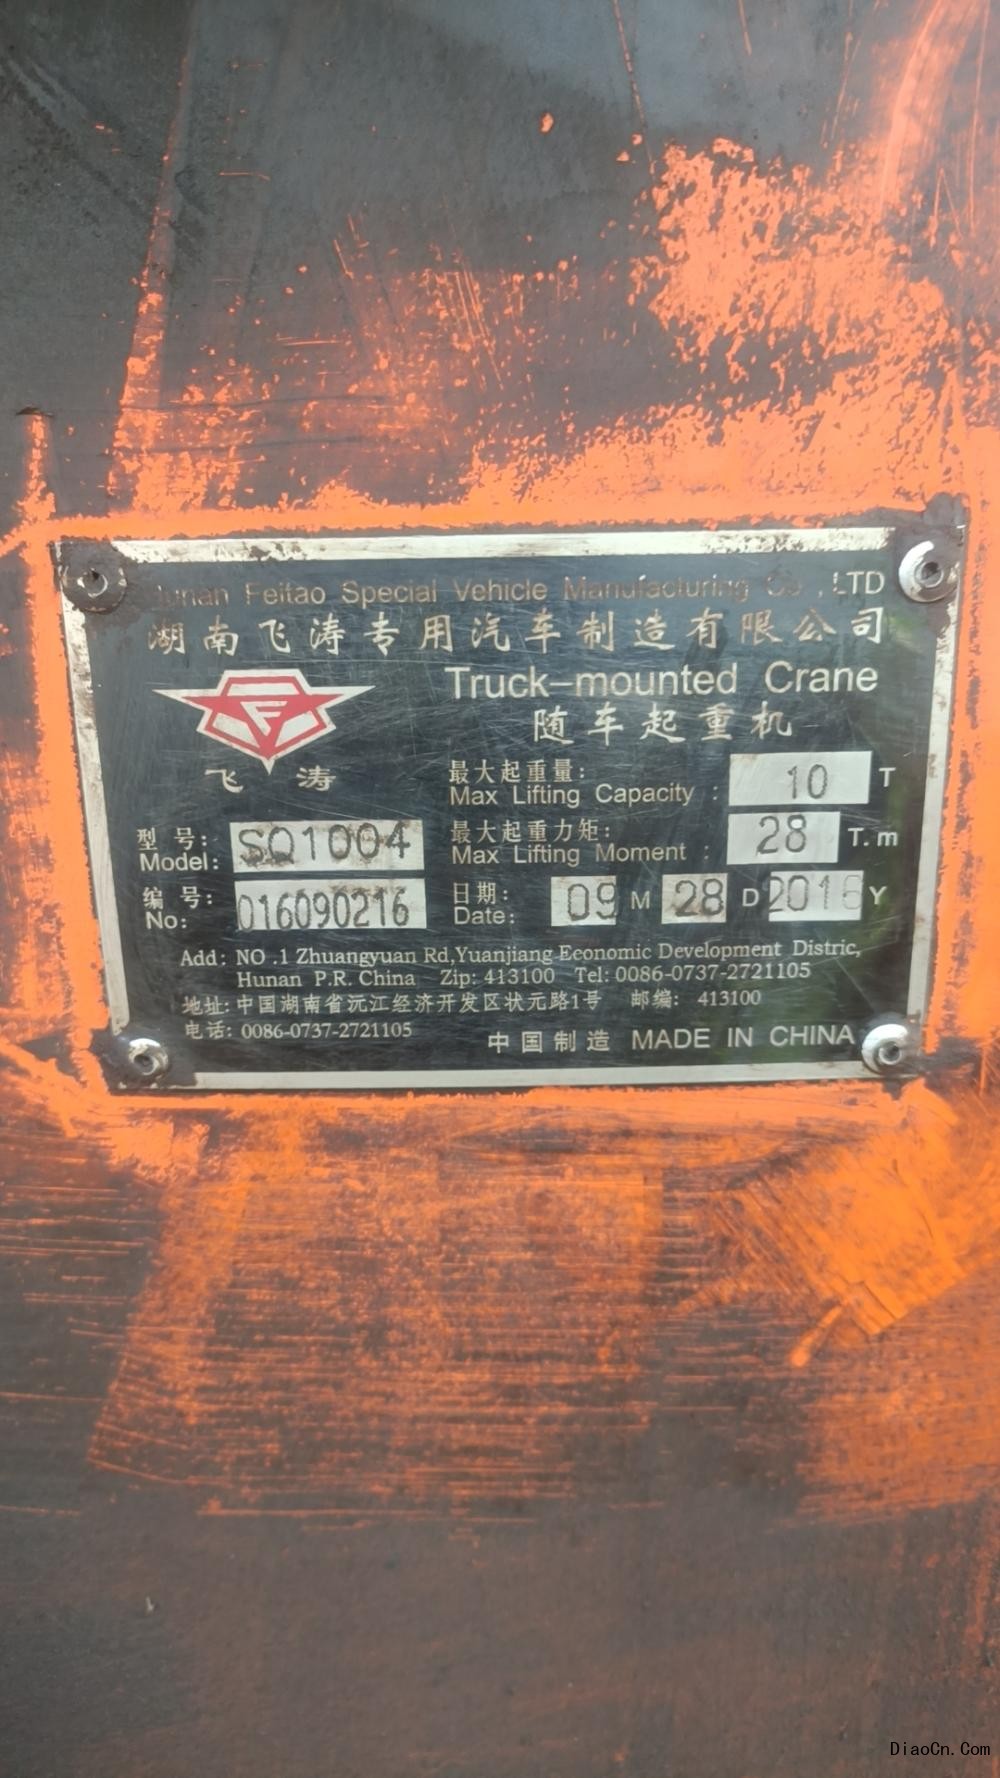 Hunan Feitao Special Vehicle Manufacturing Co.,LTD
湖南飞涛专用汽车制造有限公司
Truck-mounted Crane
随车起重机
飞涛
最大起重量: 10 T
Max Lifting Capacity :
型号: SQ1004
Model:
最大起重力矩: 28 T.m
Max Lifting Moment :
编号: 016090216
No:
日期: 09 M 28 D 2016 Y
Date:
Add: NO .1 Zhuangyuan Rd,Yuanjiang Economic Development Distric,
Hunan P.R. China Zip: 413100 Tel: 0086-0737-2721105
地址: 中国湖南省沅江经济开发区状元路1号 邮编: 413100
电话: 0086-0737-2721105
中国制造 MADE IN CHINA
DiaoCn.Com